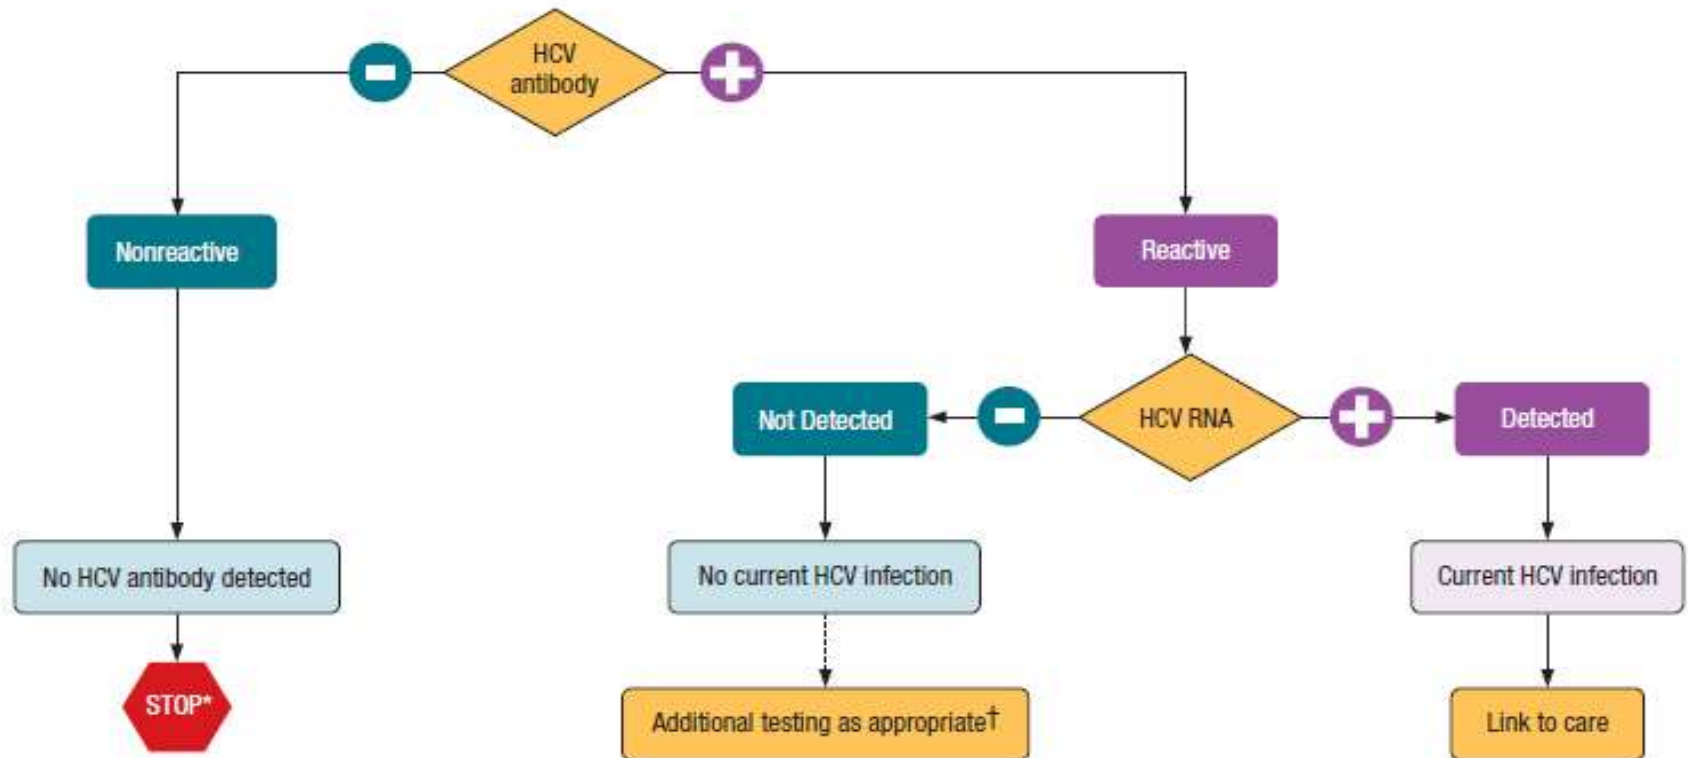 HCV
antibody
Nonreactive
Reactive
Not Detected
HCV RNA
Detected
No HCV antibody detected
No current HCV infection
Current HCV infection
STOP*
Additional testing as appropriate†
Link to care